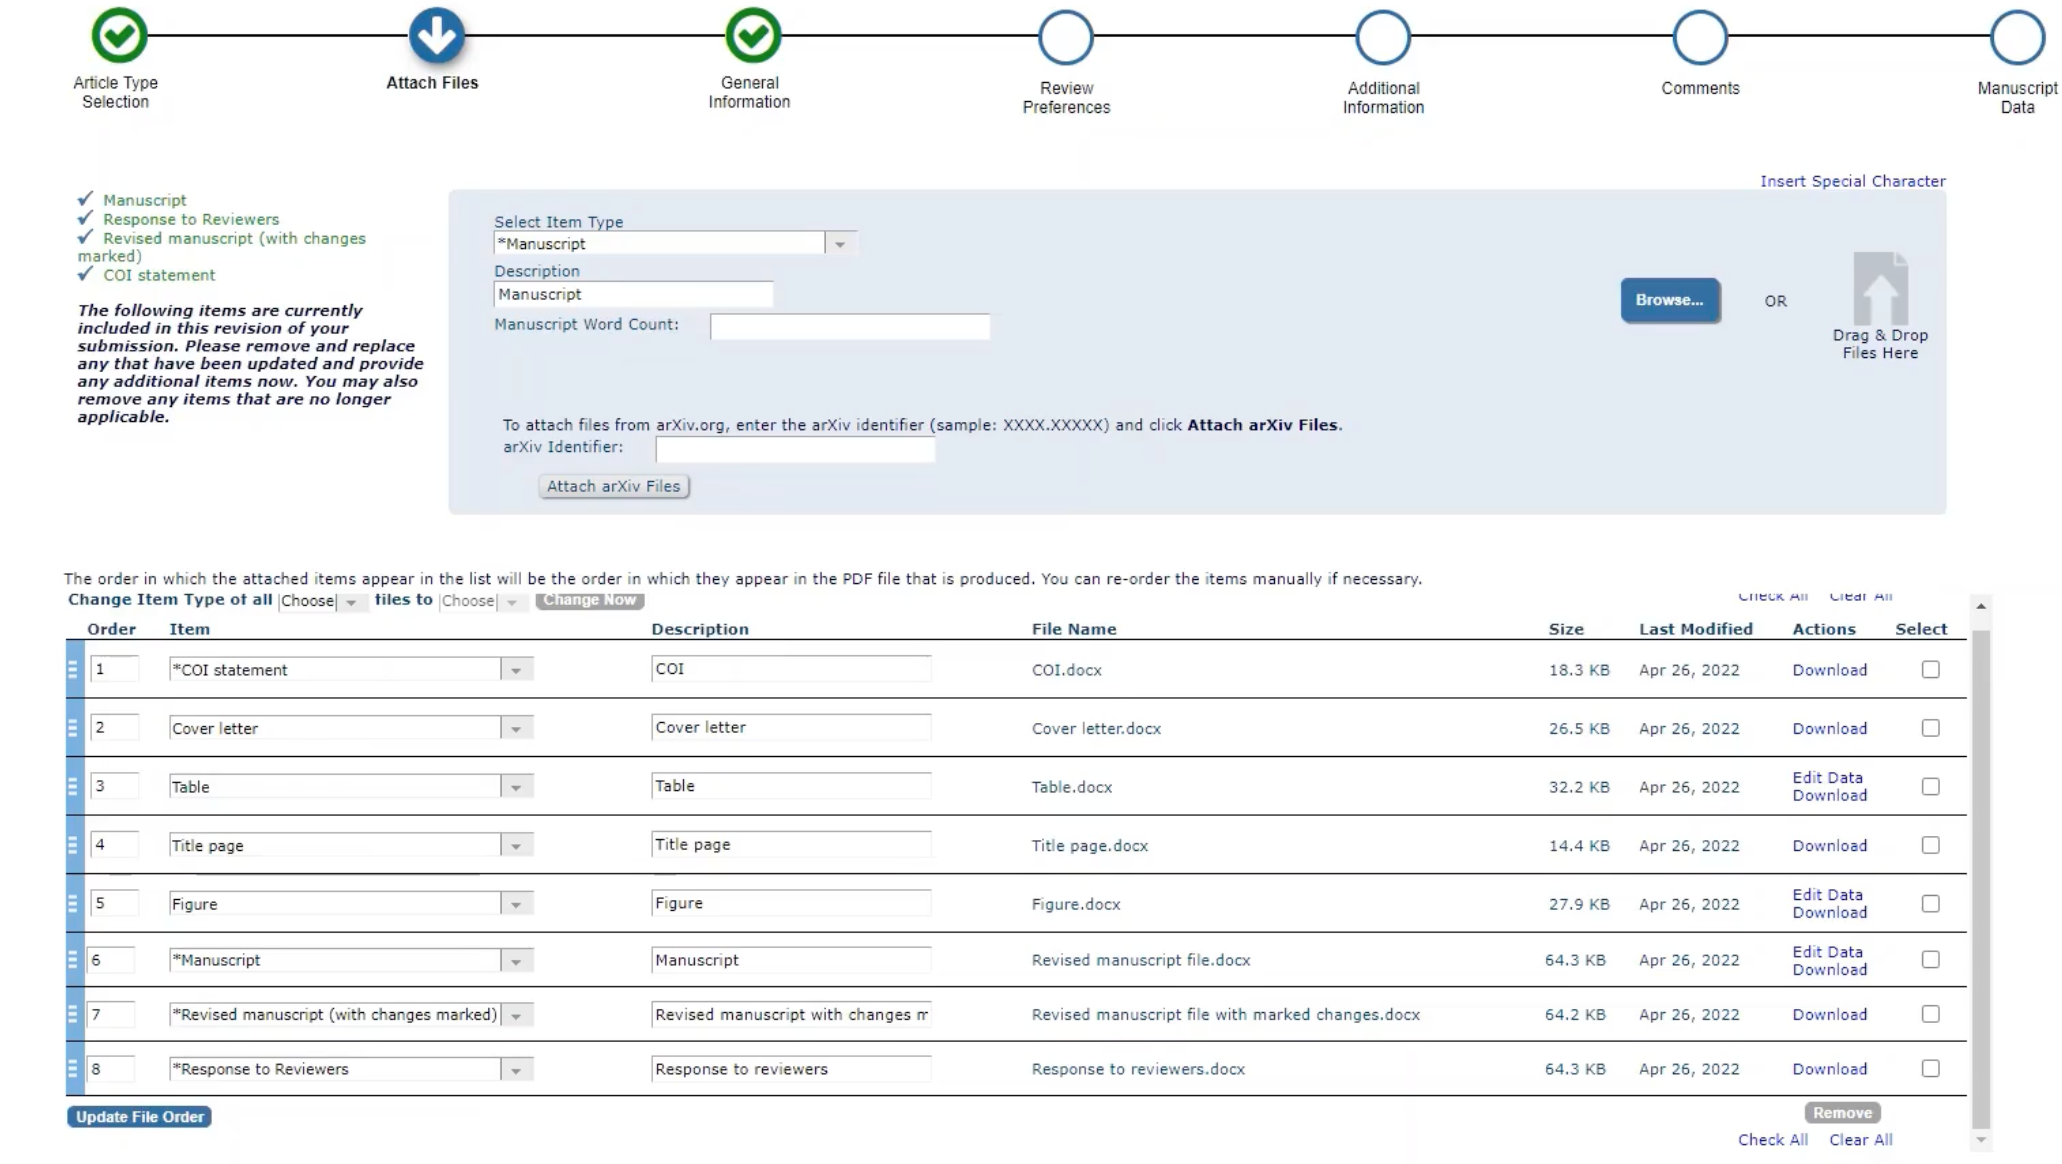 Article Type
Selection
Attach Files
General
Information
Review
Preferences
Additional
Information
Comments
Manuscript
Data
Insert Special Character
Manuscript
Response to Reviewers
Revised manuscript (with changes
marked)
COI statement
The following items are currently
included in this revision of your
submission. Please remove and replace
any that have been updated and provide
any additional items now. You may also
remove any items that are no longer
applicable.
Select Item Type
*Manuscript
Description
Manuscript
Manuscript Word Count:
Browse... OR
Drag & Drop
Files Here
To attach files from arXiv.org, enter the arXiv identifier (sample: XXXX.XXXXX) and click Attach arXiv Files.
arXiv Identifier:
Attach arXiv Files
The order in which the attached items appear in the list will be the order in which they appear in the PDF file that is produced. You can re-order the items manually if necessary.
Change Item Type of all Choose files to Choose Change Now Check All Clear All
Order Item Description File Name Size Last Modified Actions Select
1 *COI statement COI COI.docx 18.3 KB Apr 26, 2022 Download
2 Cover letter Cover letter Cover letter.docx 26.5 KB Apr 26, 2022 Download
3 Table Table Table.docx 32.2 KB Apr 26, 2022 Edit Data
Download
4 Title page Title page Title page.docx 14.4 KB Apr 26, 2022 Download
5 Figure Figure Figure.docx 27.9 KB Apr 26, 2022 Edit Data
Download
6 *Manuscript Manuscript Revised manuscript file.docx 64.3 KB Apr 26, 2022 Edit Data
Download
7 *Revised manuscript (with changes marked) Revised manuscript with changes m Revised manuscript file with marked changes.docx 64.2 KB Apr 26, 2022 Download
8 *Response to Reviewers Response to reviewers Response to reviewers.docx 64.3 KB Apr 26, 2022 Download
Update File Order Remove
Check All Clear All